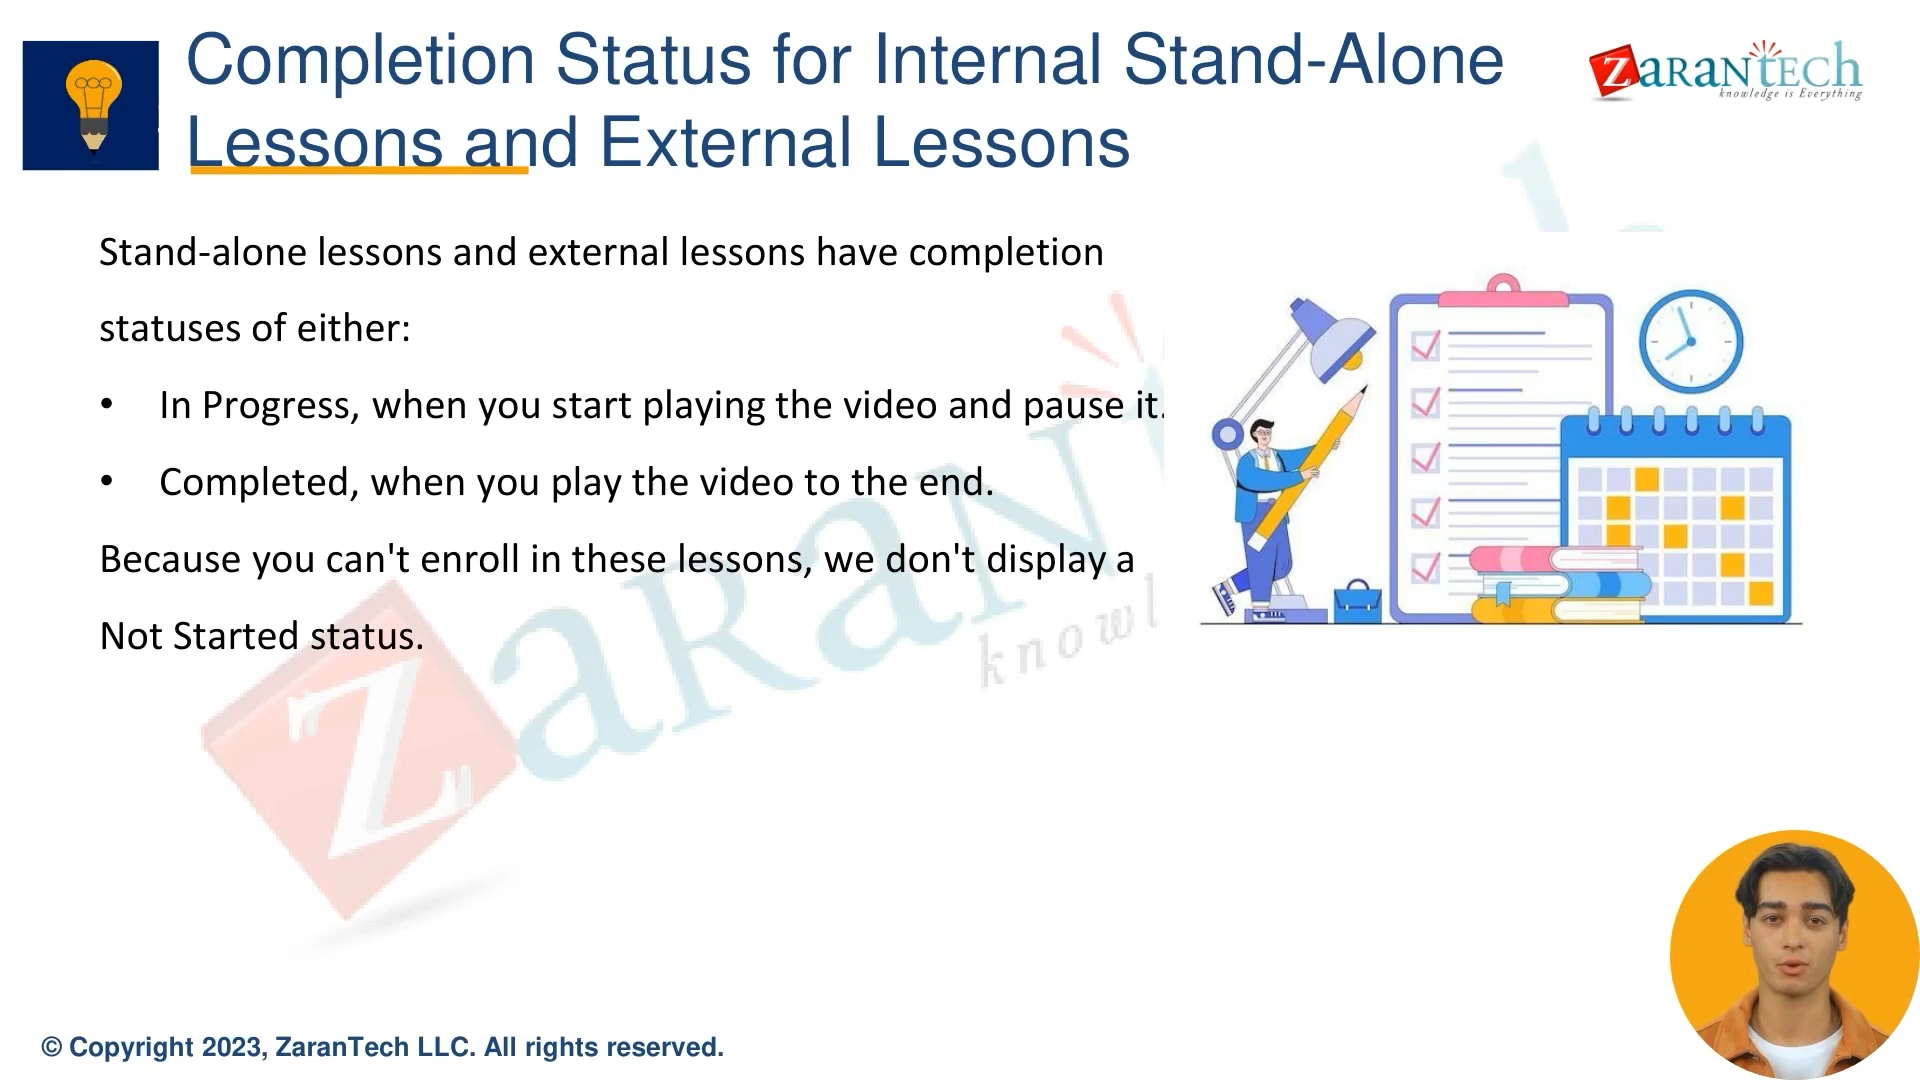 Completion Status for Internal Stand-Alone
Lessons and External Lessons
ZaranTech
knowledge is Everything
Stand-alone lessons and external lessons have completion
statuses of either:
• In Progress, when you start playing the video and pause it.
• Completed, when you play the video to the end.
Because you can't enroll in these lessons, we don't display a
Not Started status.
ZaraN
knowl
© Copyright 2023, ZaranTech LLC. All rights reserved.